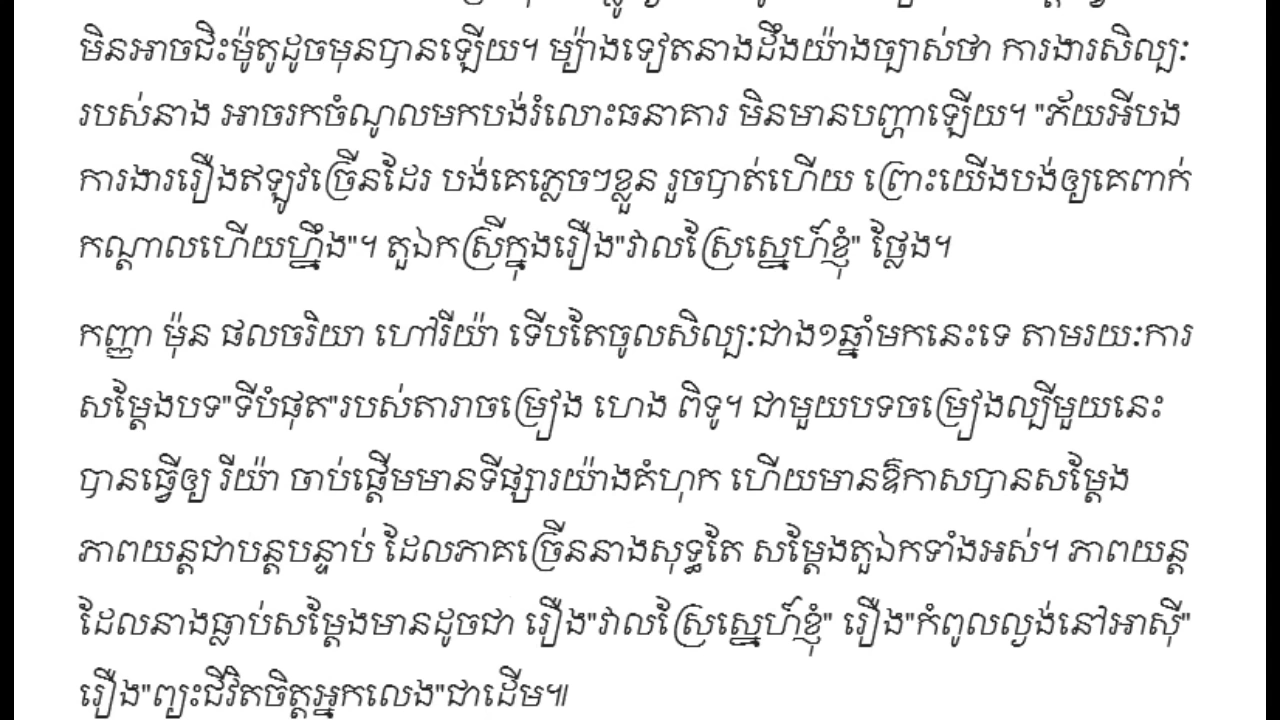 មិនអាចជិះម៉ូតូដូចមុនបានឡើយ។ ម្យ៉ាងទៀតនាងដឹងយ៉ាងច្បាស់ថា ការងារសិល្បៈ
របស់នាង អាចរកចំណូលមកបង់រំលោះធនាគារ មិនមានបញ្ហាឡើយ។ "ភ័យអីបង
ការងាររឿងឥឡូវច្រើនដែរ បង់គេភ្លេចៗខ្លួន រួចបាត់ហើយ ព្រោះយើងបង់ឲ្យគេពាក់
កណ្តាលហើយហ្នឹង"។ តួឯកស្រីក្នុងរឿង"វាលស្រែស្នេហ៍ខ្ញុំ" ថ្លែង។
កញ្ញា ម៉ុន ផលចរិយា ហៅរីយ៉ា ទើបតែចូលសិល្បៈជាង១ឆ្នាំមកនេះទេ តាមរយៈការ
សម្តែងបទ"ទីបំផុត"របស់តារាចម្រៀង ហេង ពិទូ។ ជាមួយបទចម្រៀងល្បីមួយនេះ
បានធ្វើឲ្យ រីយ៉ា ចាប់ផ្តើមមានទីផ្សារយ៉ាងគំហុក ហើយមានឱកាសបានសម្តែង
ភាពយន្តជាបន្តបន្ទាប់ ដែលភាគច្រើននាងសុទ្ធតែ សម្តែងតួឯកទាំងអស់។ ភាពយន្ត
ដែលនាងធ្លាប់សម្តែងមានដូចជា រឿង"វាលស្រែស្នេហ៍ខ្ញុំ" រឿង"កំពូលល្ងង់នៅអាស៊ី"
រឿង"ព្យុះជីវិតចិត្តអ្នកលេង"ជាដើម៕